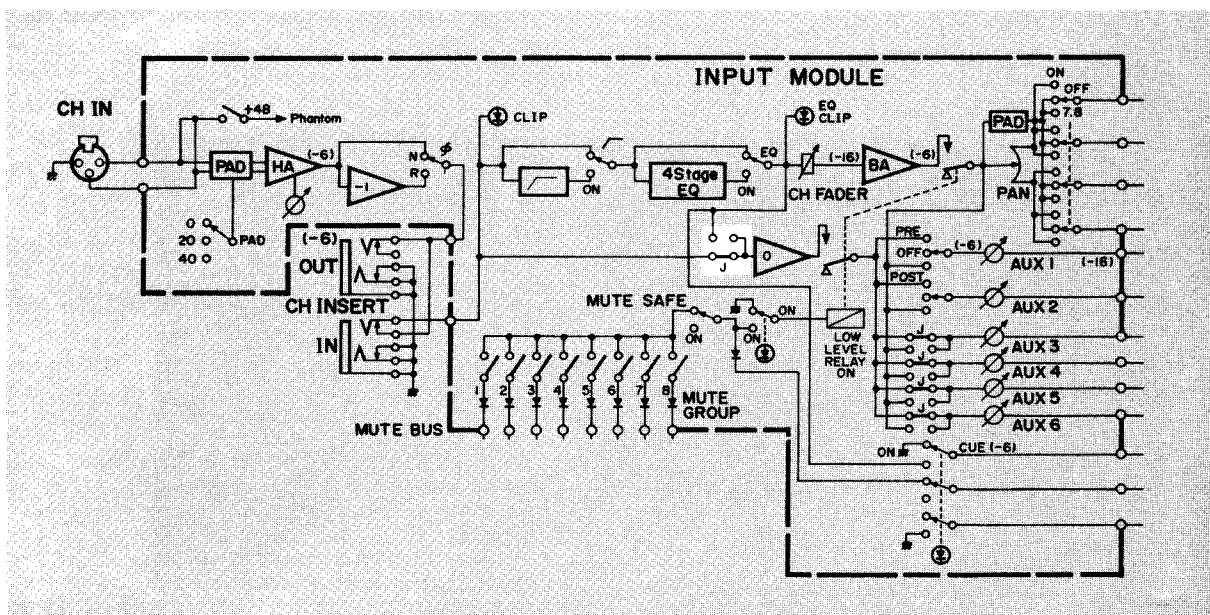 INPUT MODULE
CH IN
+48
Phantom
PAD
HA
(-6)
-1
N
R
φ
0
20
40
PAD
(-6)
OUT
CH INSERT
IN
CLIP
ON
4Stage
EQ
ON
EQ
EQ
CLIP
(-16)
CH FADER
BA
(-6)
PAD
PAN
ON
OFF
7.8
J
0
PRE
OFF
POST
(-6)
AUX 1
(-16)
AUX 2
J
AUX 3
J
AUX 4
J
AUX 5
J
AUX 6
MUTE SAFE
ON
ON
ON
LOW
LEVEL
RELAY
ON
1
2
3
4
5
6
7
8
MUTE
GROUP
MUTE BUS
ON
CUE (-6)